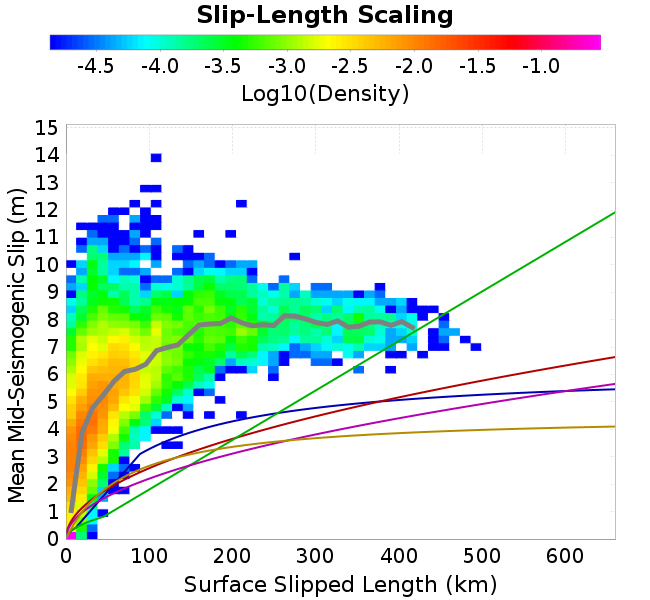 Slip-Length Scaling
-4.5 -4.0 -3.5 -3.0 -2.5 -2.0 -1.5 -1.0
Log10(Density)
15
14
13
12
11
10
9
8
7
6
5
4
3
2
1
0
Mean Mid-Seismogenic Slip (m)
0 100 200 300 400 500 600
Surface Slipped Length (km)